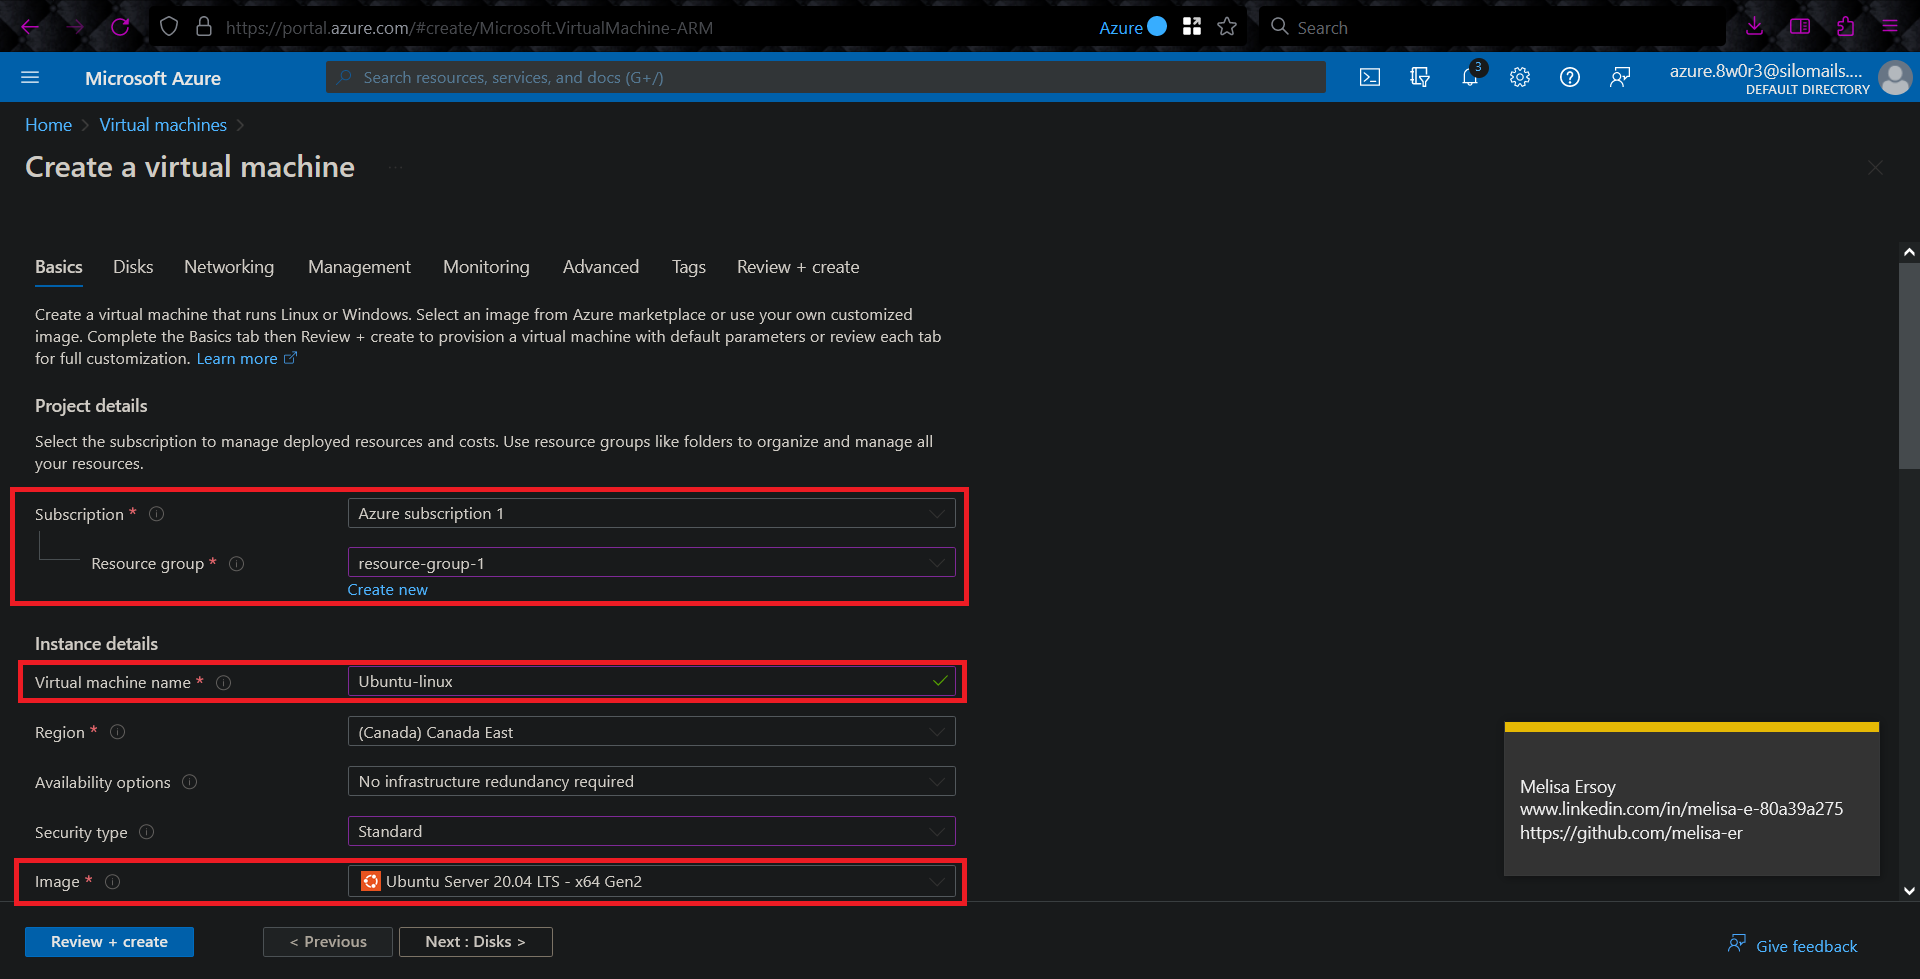 https://portal.azure.com/#create/Microsoft.VirtualMachine-ARM
Azure
Search
Microsoft Azure
Search resources, services, and docs (G+/)
3
azure.8w0r3@silomails....
DEFAULT DIRECTORY
Home > Virtual machines >
Create a virtual machine ...
Basics Disks Networking Management Monitoring Advanced Tags Review + create
Create a virtual machine that runs Linux or Windows. Select an image from Azure marketplace or use your own customized
image. Complete the Basics tab then Review + create to provision a virtual machine with default parameters or review each tab
for full customization. Learn more
Project details
Select the subscription to manage deployed resources and costs. Use resource groups like folders to organize and manage all
your resources.
Subscription * Azure subscription 1
Resource group * resource-group-1
Create new
Instance details
Virtual machine name * Ubuntu-linux
Region * (Canada) Canada East
Availability options No infrastructure redundancy required
Security type Standard
Image * Ubuntu Server 20.04 LTS - x64 Gen2
Melisa Ersoy
www.linkedin.com/in/melisa-e-80a39a275
https://github.com/melisa-er
Review + create < Previous Next : Disks >
Give feedback